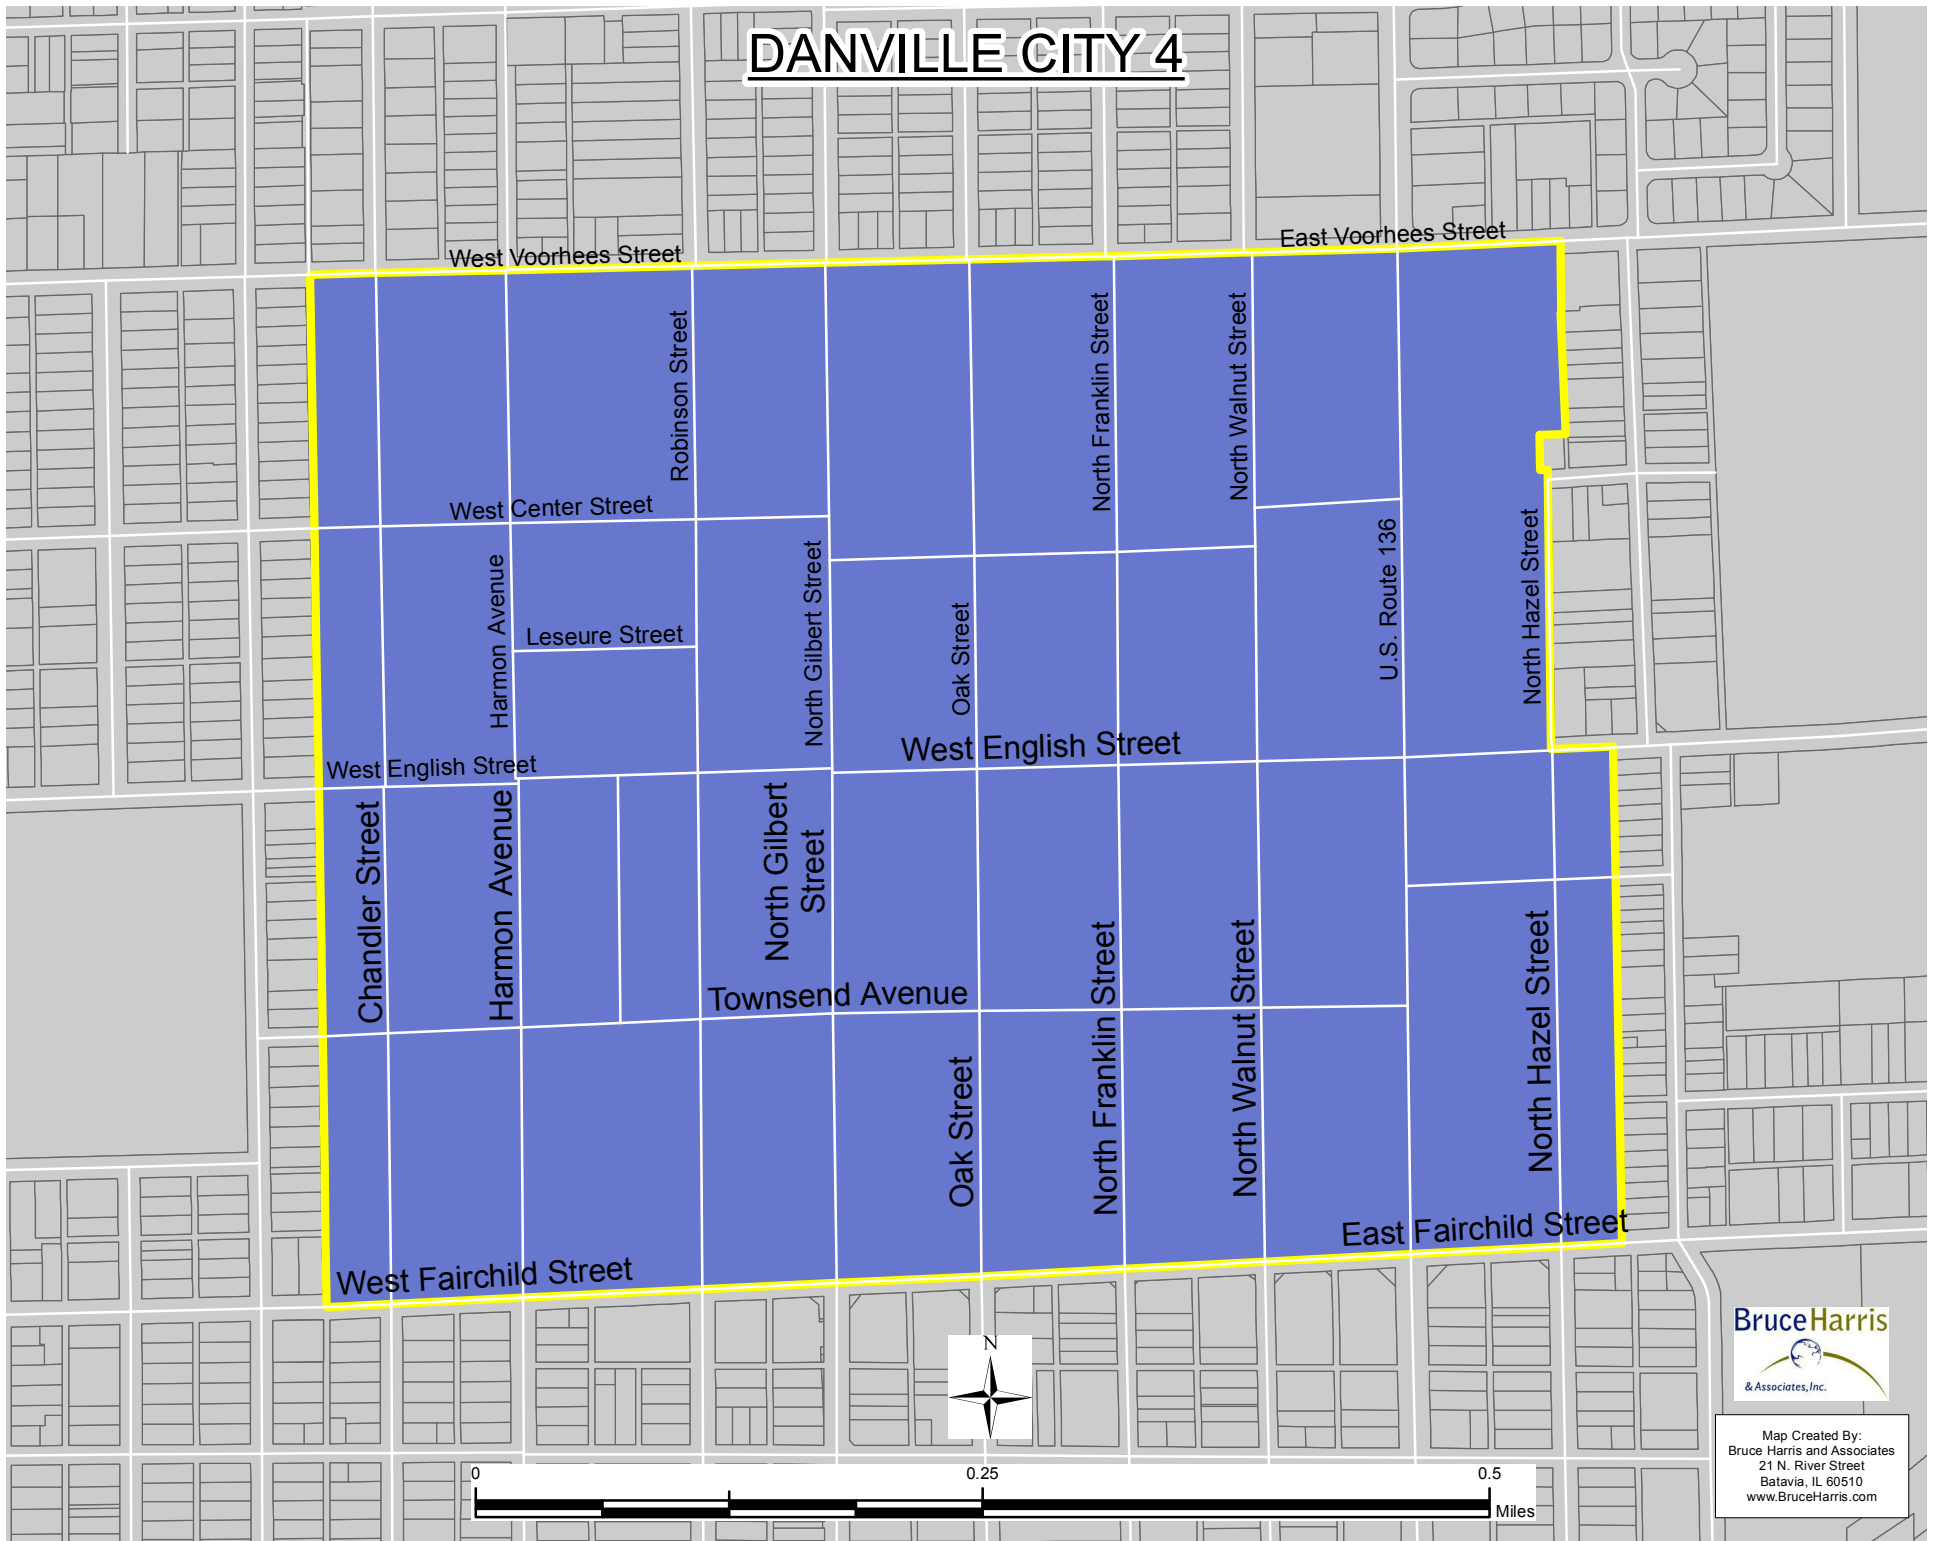 DANVILLE CITY 4
West Voorhees Street
East Voorhees Street
Robinson Street
North Franklin Street
North Walnut Street
West Center Street
Harmon Avenue
Leseure Street
North Gilbert Street
Oak Street
U.S. Route 136
North Hazel Street
West English Street
West English Street
Chandler Street
Harmon Avenue
North Gilbert
Street
Townsend Avenue
Oak Street
North Franklin Street
North Walnut Street
North Hazel Street
West Fairchild Street
East Fairchild Street
N
0
0.25
0.5
Miles
BruceHarris
& Associates, Inc.
Map Created By:
Bruce Harris and Associates
21 N. River Street
Batavia, IL 60510
www.BruceHarris.com